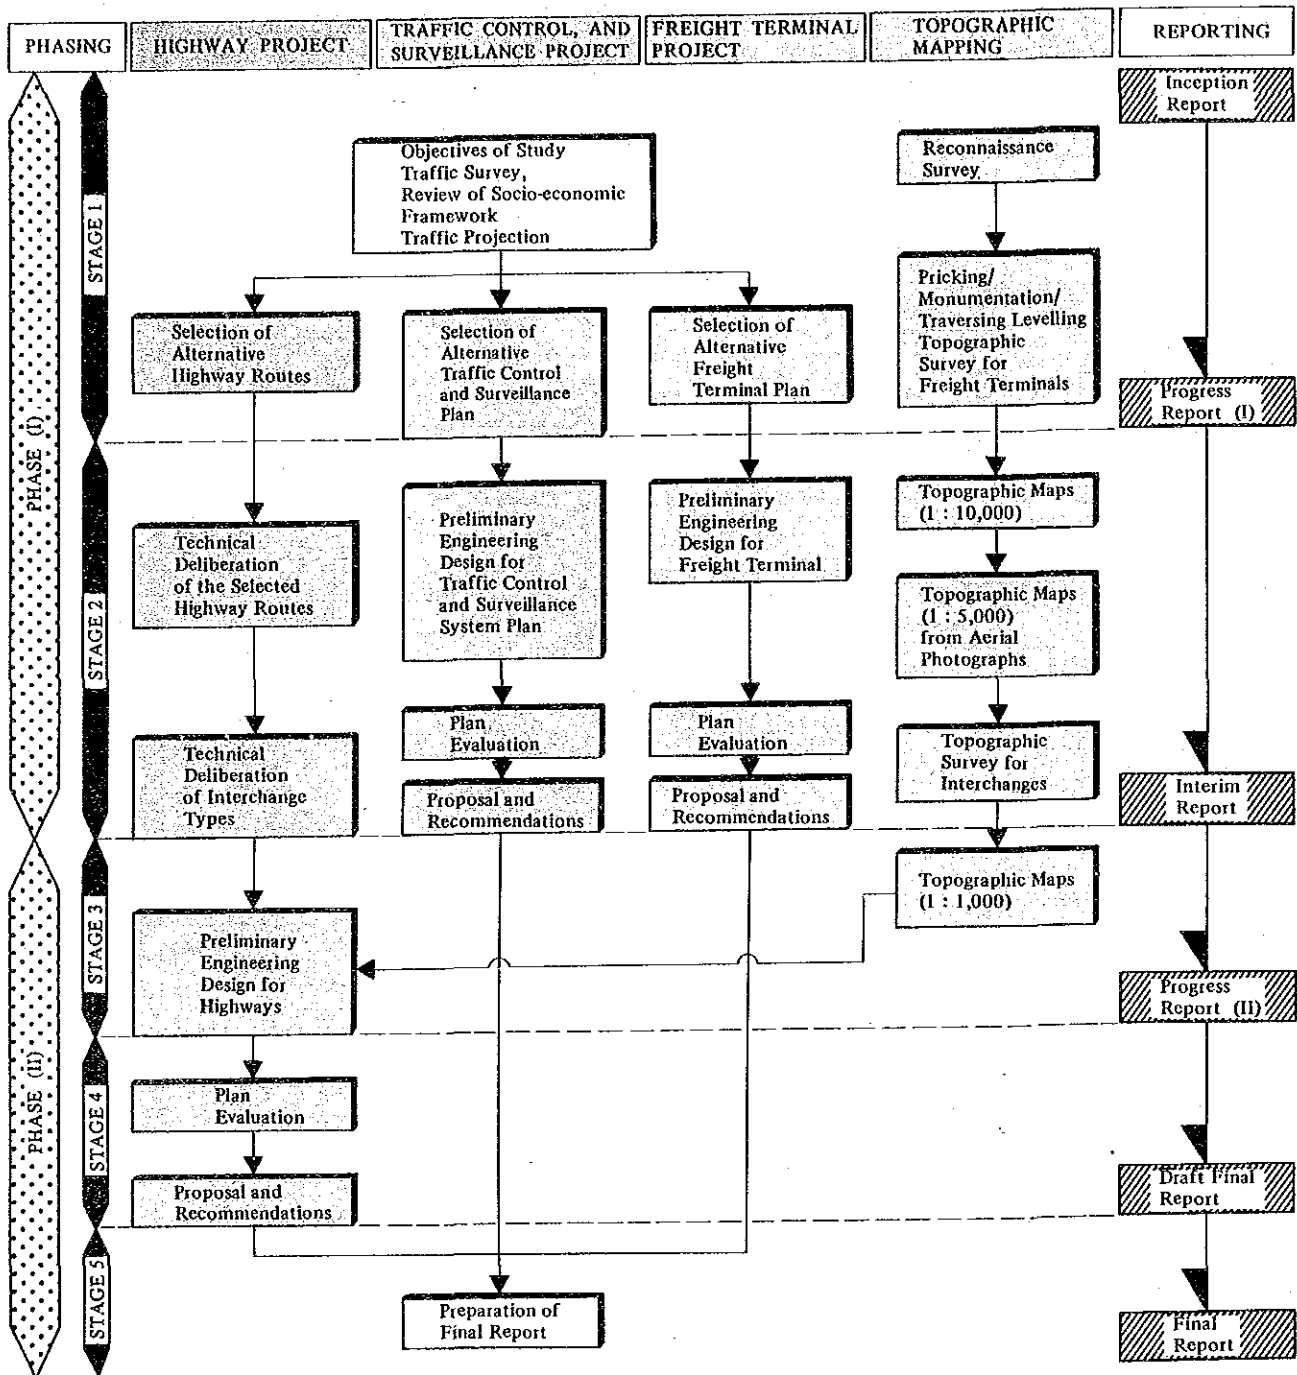 PHASING
HIGHWAY PROJECT
TRAFFIC CONTROL, AND
SURVEILLANCE PROJECT
FREIGHT TERMINAL
PROJECT
TOPOGRAPHIC
MAPPING
REPORTING
PHASE (I)
PHASE (II)
STAGE 1
STAGE 2
STAGE 3
STAGE 4
STAGE 5
Objectives of Study
Traffic Survey,
Review of Socio-economic
Framework
Traffic Projection
Selection of
Alternative
Highway Routes
Technical
Deliberation
of the Selected
Highway Routes
Technical
Deliberation
of Interchange
Types
Preliminary
Engineering
Design for
Highways
Plan
Evaluation
Proposal and
Recommendations
Selection of
Alternative
Traffic Control
and Surveillance
Plan
Preliminary
Engineering
Design for
Traffic Control
and Surveillance
System Plan
Plan
Evaluation
Proposal and
Recommendations
Preparation of
Final Report
Selection of
Alternative
Freight
Terminal Plan
Preliminary
Engineering
Design for
Freight Terminal
Plan
Evaluation
Proposal and
Recommendations
Reconnaissance
Survey
Pricking/
Monumentation/
Traversing Levelling
Topographic
Survey for
Freight Terminals
Topographic Maps
(1 : 10,000)
Topographic Maps
(1 : 5,000)
from Aerial
Photographs
Topographic
Survey for
Interchanges
Topographic Maps
(1 : 1,000)
Inception
Report
Progress
Report (I)
Interim
Report
Progress
Report (II)
Draft Final
Report
Final
Report